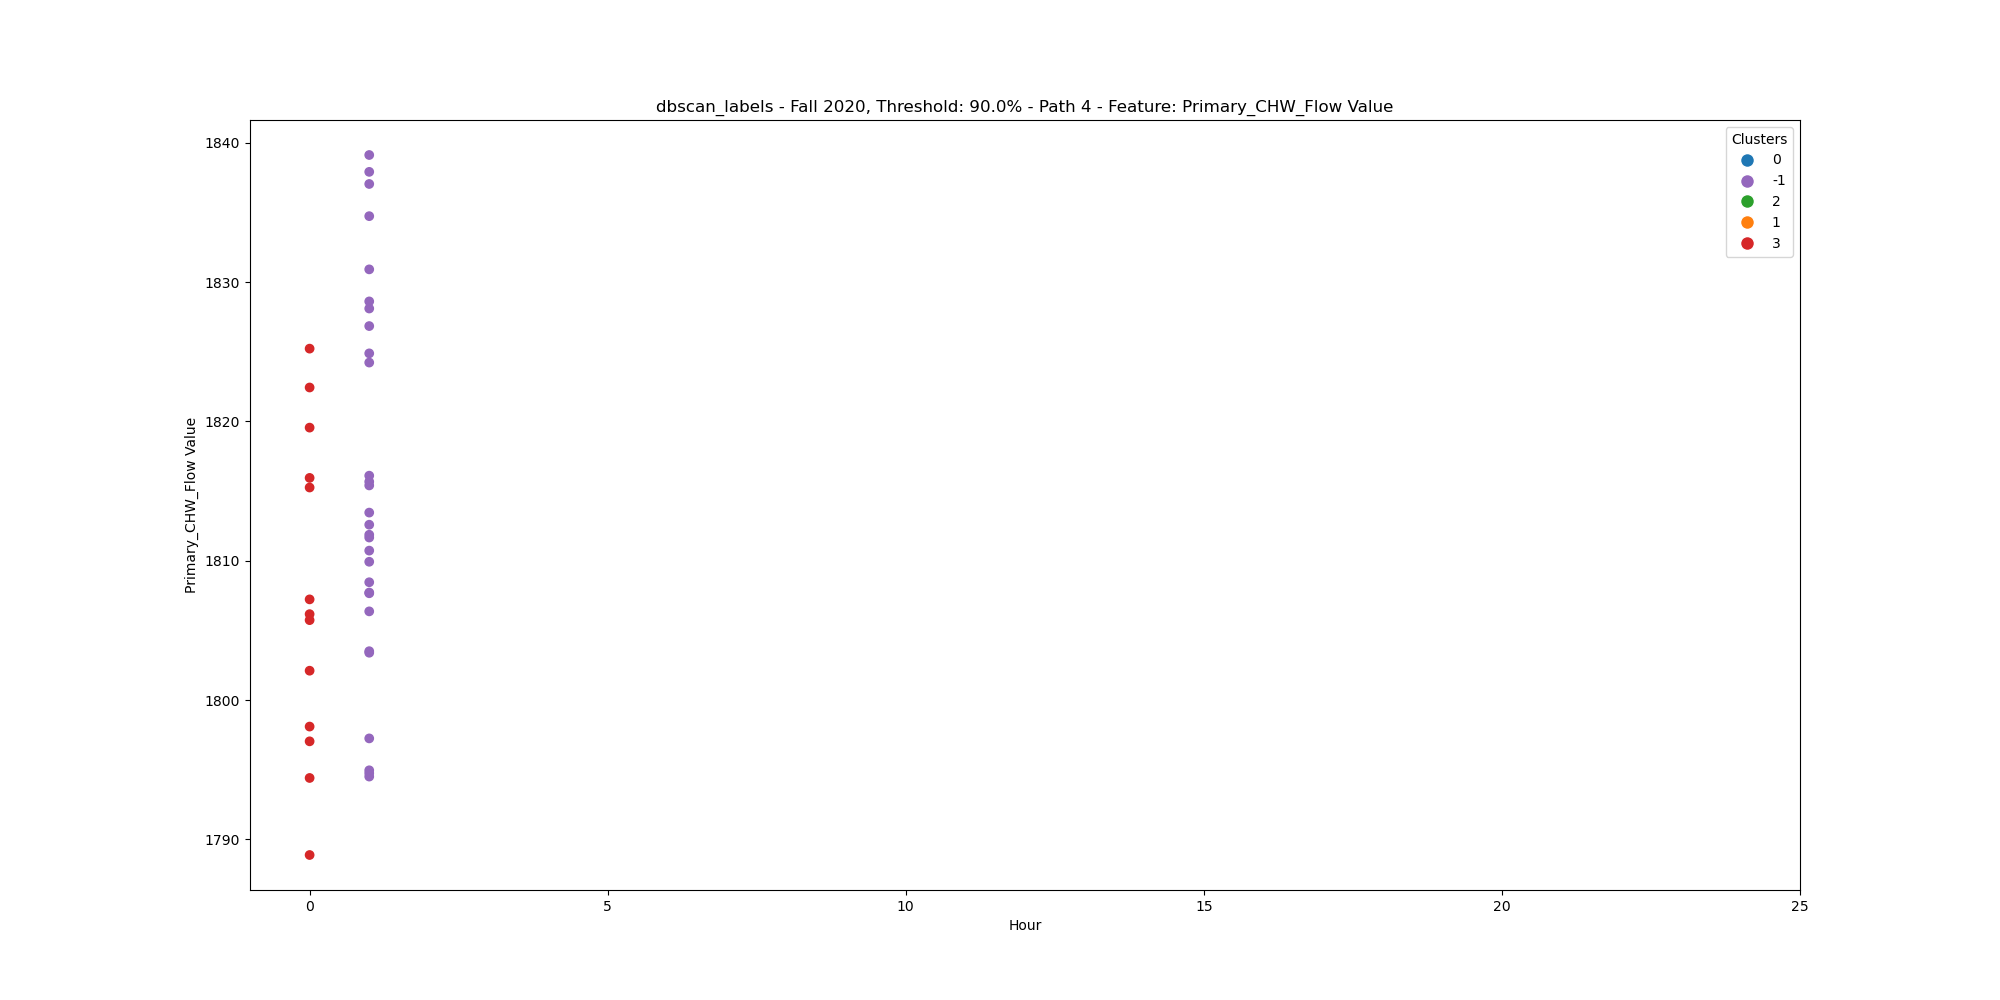 dbscan_labels - Fall 2020, Threshold: 90.0% - Path 4 - Feature: Primary_CHW_Flow Value
Clusters
0
-1
2
1
3
1840
1830
1820
1810
1800
1790
Primary_CHW_Flow Value
0 5 10 15 20 25
Hour